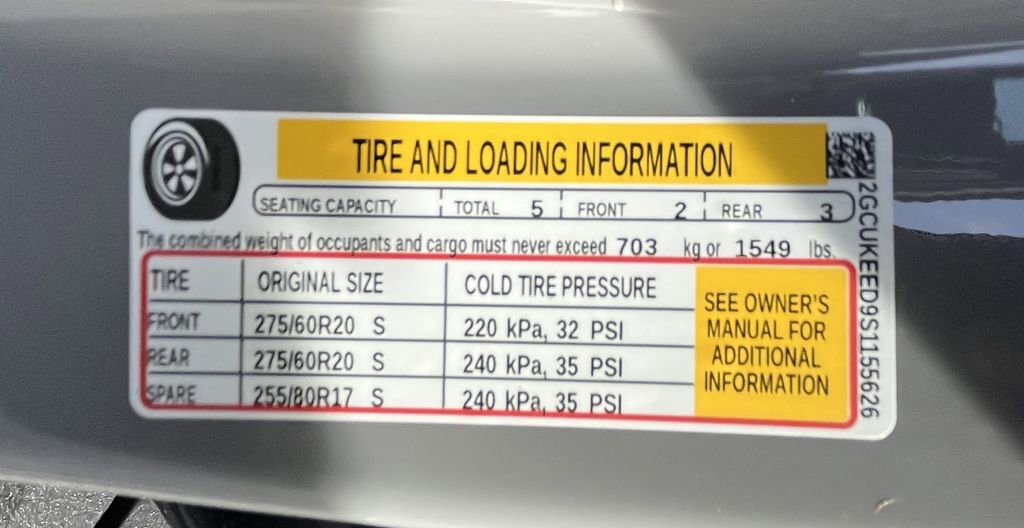 TIRE AND LOADING INFORMATION
SEATING CAPACITY TOTAL 5 FRONT 2 REAR 3
The combined weight of occupants and cargo must never exceed 703 kg or 1549 lbs.
TIRE ORIGINAL SIZE COLD TIRE PRESSURE
FRONT 275/60R20 S 220 kPa, 32 PSI
REAR 275/60R20 S 240 kPa, 35 PSI
SPARE 255/80R17 S 240 kPa, 35 PSI
SEE OWNER'S
MANUAL FOR
ADDITIONAL
INFORMATION
2GCUKEED9S1155626